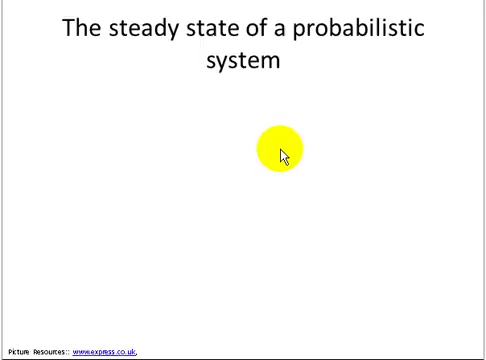 The steady state of a probabilistic
system
Picture Resources:: www.express.co.uk,